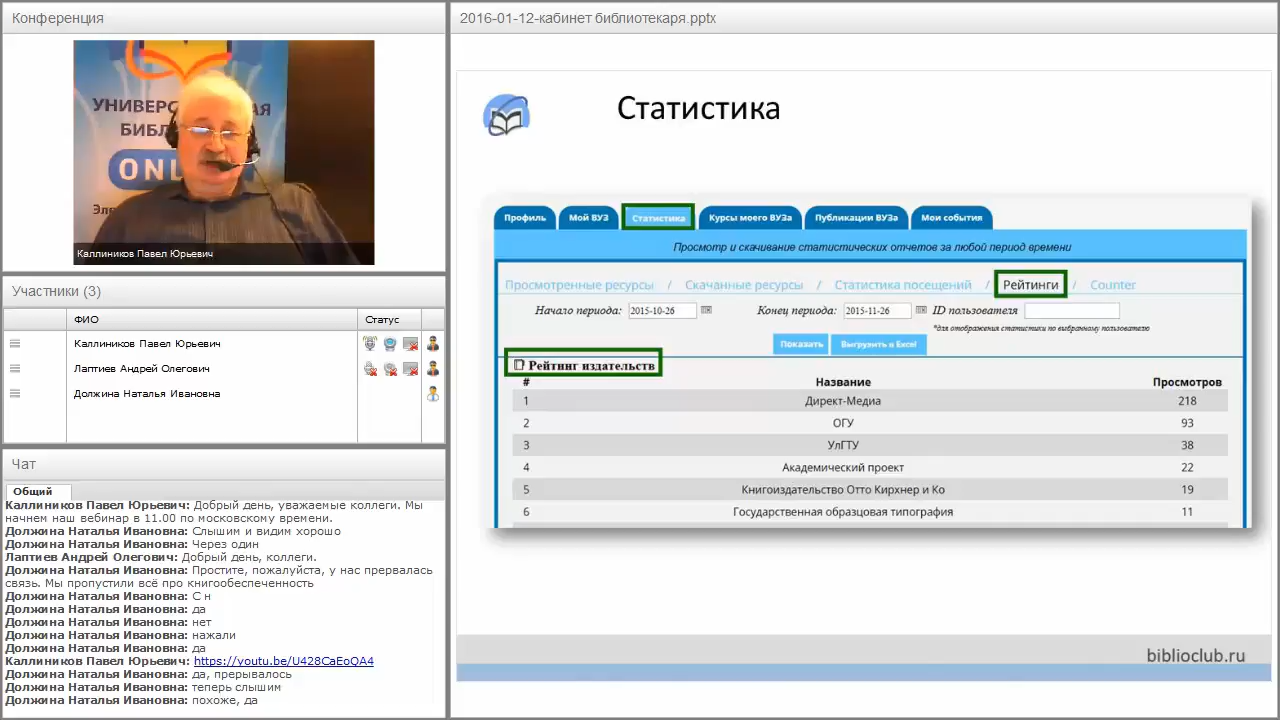 Конференция
УНИВЕРС
АЯ
БИБЛ
ONL
Эле
Каллиников Павел Юрьевич
Участники (3)
ФИО Статус
Каллиников Павел Юрьевич
Лаптиев Андрей Олегович
Должина Наталья Ивановна
Чат
Общий
Каллиников Павел Юрьевич: Добрый день, уважаемые коллеги. Мы
начнем наш вебинар в 11.00 по московскому времени.
Должина Наталья Ивановна: Слышим и видим хорошо
Должина Наталья Ивановна: Через один
Лаптиев Андрей Олегович: Добрый день, коллеги.
Должина Наталья Ивановна: Простите, пожалуйста, у нас прервалась
связь. Мы пропустили всё про книгообеспеченность
Должина Наталья Ивановна: С н
Должина Наталья Ивановна: да
Должина Наталья Ивановна: нет
Должина Наталья Ивановна: нажали
Должина Наталья Ивановна: да
Каллиников Павел Юрьевич: https://youtu.be/U428CaEoQA4
Должина Наталья Ивановна: да, прерывалось
Должина Наталья Ивановна: теперь слышим
Должина Наталья Ивановна: похоже, да
2016-01-12-кабинет библиотекаря.pptx
Статистика
Профиль Мой ВУЗ Статистика Курсы моего ВУЗа Публикации ВУЗа Мои события
Просмотр и скачивание статистических отчетов за любой период времени
Просмотренные ресурсы / Скачанные ресурсы / Статистика посещений / Рейтинги / Counter
Начало периода: 2015-10-26 Конец периода: 2015-11-26 ID пользователя
*для отображения статистики по выбранному пользователю
Показать Выгрузить в Excel
Рейтинг издательств
# Название Просмотров
1 Директ-Медиа 218
2 ОГУ 93
3 УлГТУ 38
4 Академический проект 22
5 Книгоиздательство Отто Кирхнер и Ко 19
6 Государственная образцовая типография 11
biblioclub.ru